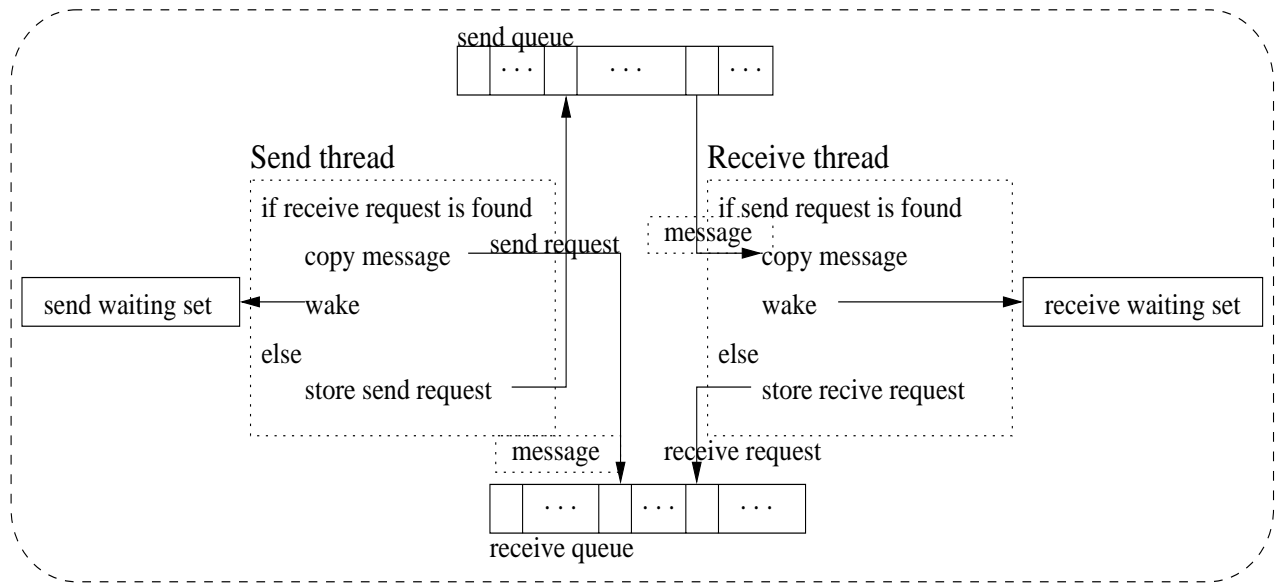 send queue
... ... ...
Send thread
Receive thread
if receive request is found
if send request is found
message
send request
copy message
copy message
send waiting set
wake
wake
receive waiting set
else
else
store send request
store recive request
message
receive request
... ... ...
receive queue